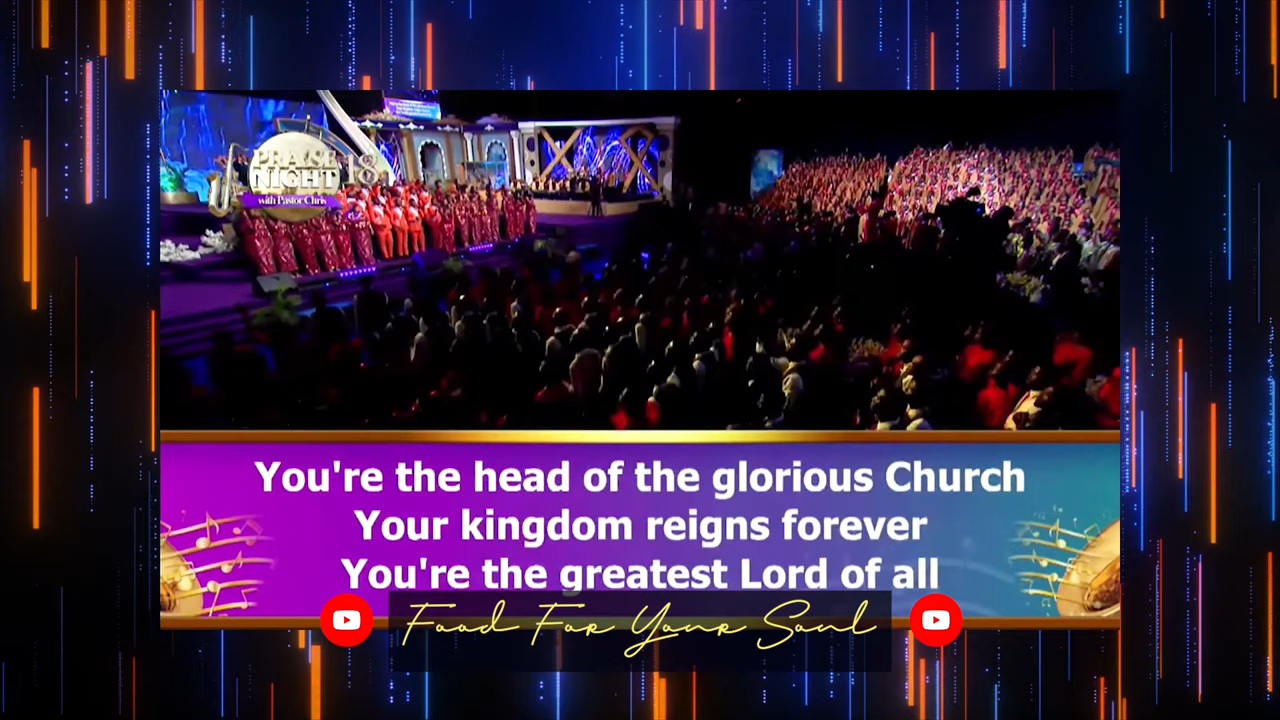 PRAISE
NIGHT 18
with Pastor Chris
You're the head of the glorious Church
Your kingdom reigns forever
You're the greatest Lord of all
Food For Your Soul